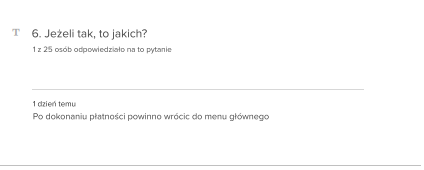 T 6. Jeżeli tak, to jakich?
1 z 25 osób odpowiedziało na to pytanie
1 dzień temu
Po dokonaniu płatności powinno wrócic do menu głównego